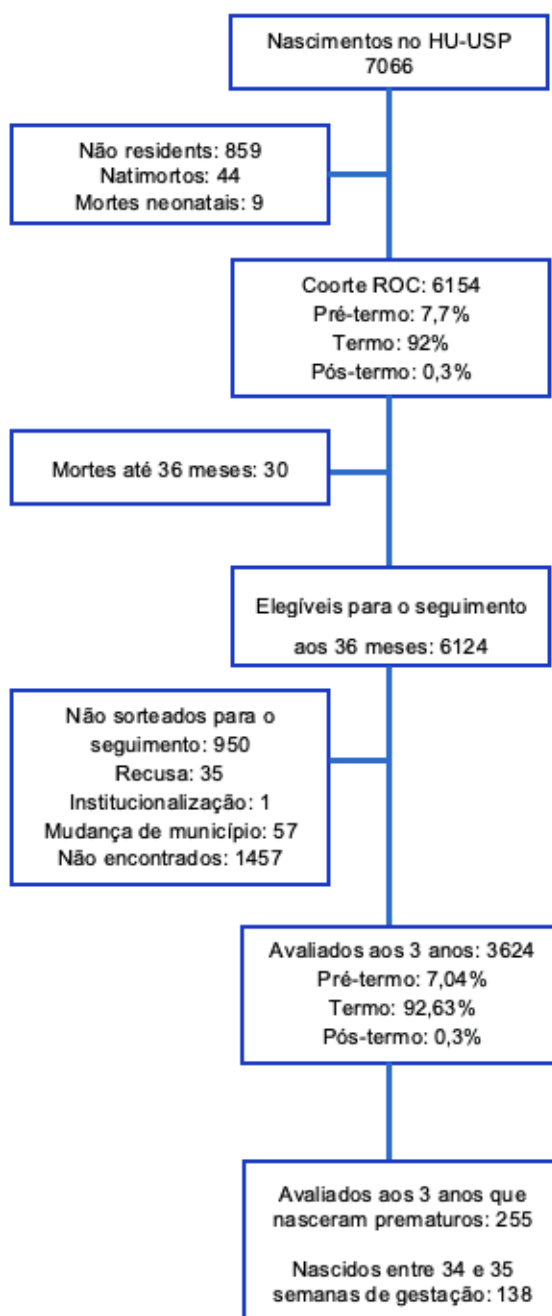 Nascimentos no HU-USP
7066
Não residents: 859
Natimortos: 44
Mortes neonatais: 9
Coorte ROC: 6154
Pré-termo: 7,7%
Termo: 92%
Pós-termo: 0,3%
Mortes até 36 meses: 30
Elegíveis para o seguimento
aos 36 meses: 6124
Não sorteados para o
seguimento: 950
Recusa: 35
Institucionalização: 1
Mudança de município: 57
Não encontrados: 1457
Avaliados aos 3 anos: 3624
Pré-termo: 7,04%
Termo: 92,63%
Pós-termo: 0,3%
Avaliados aos 3 anos que
nasceram prematuros: 255
Nascidos entre 34 e 35
semanas de gestação: 138